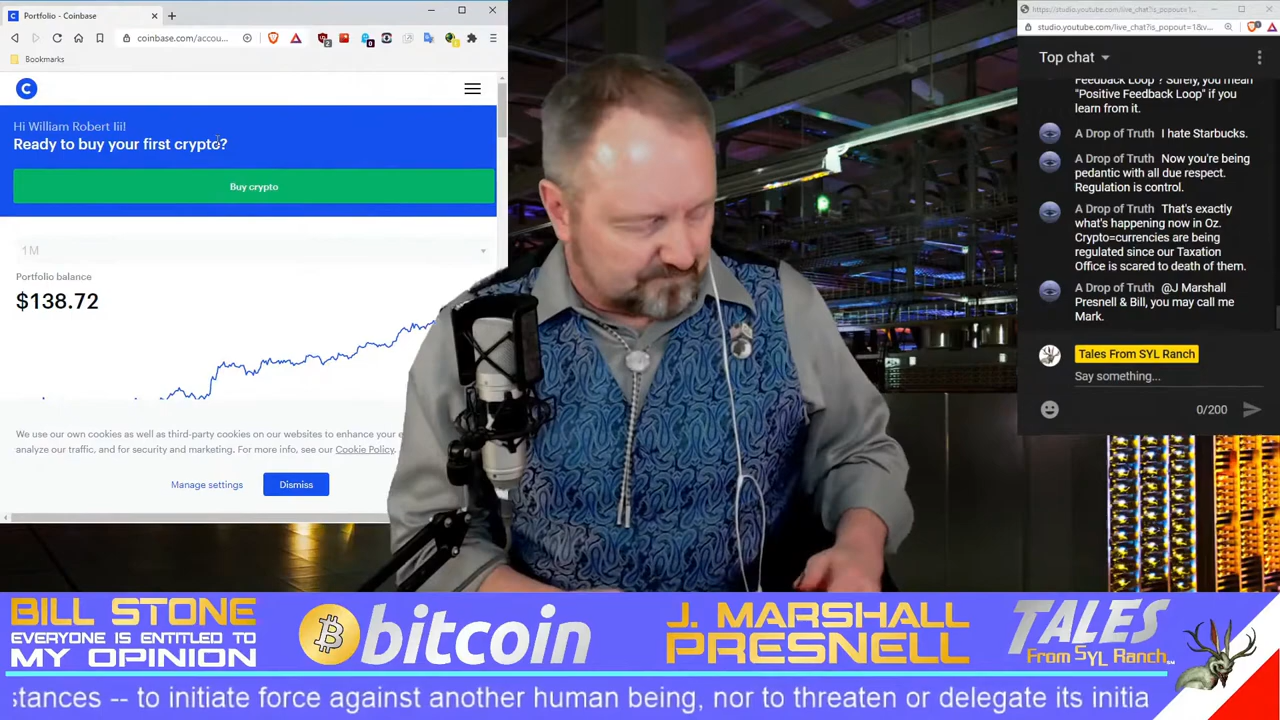 Portfolio - Coinbase
coinbase.com/accou...
Bookmarks
C
Hi William Robert Iii!
Ready to buy your first crypto?
Buy crypto
1M
Portfolio balance
$138.72
We use our own cookies as well as third-party cookies on our websites to enhance your
analyze our traffic, and for security and marketing. For more info, see our Cookie Policy.
Manage settings
Dismiss
https://studio.youtube.com/live_chat?is_popout=1
studio.youtube.com/live_chat?is_popout=1&
Top chat
Feedback Loop"? Surely, you mean
"Positive Feedback Loop" if you
learn from it.
A Drop of Truth I hate Starbucks.
A Drop of Truth Now you're being
pedantic with all due respect.
Regulation is control.
A Drop of Truth That's exactly
what's happening now in Oz.
Crypto=currencies are being
regulated since our Taxation
Office is scared to death of them.
A Drop of Truth @J Marshall
Presnell & Bill, you may call me
Mark.
Tales From SYL Ranch
Say something...
0/200
BILL STONE
EVERYONE IS ENTITLED TO
MY OPINION
bitcoin
J. MARSHALL
PRESNELL
TALES
From SYL Ranch
stances -- to initiate force against another human being, nor to threaten or delegate its initia